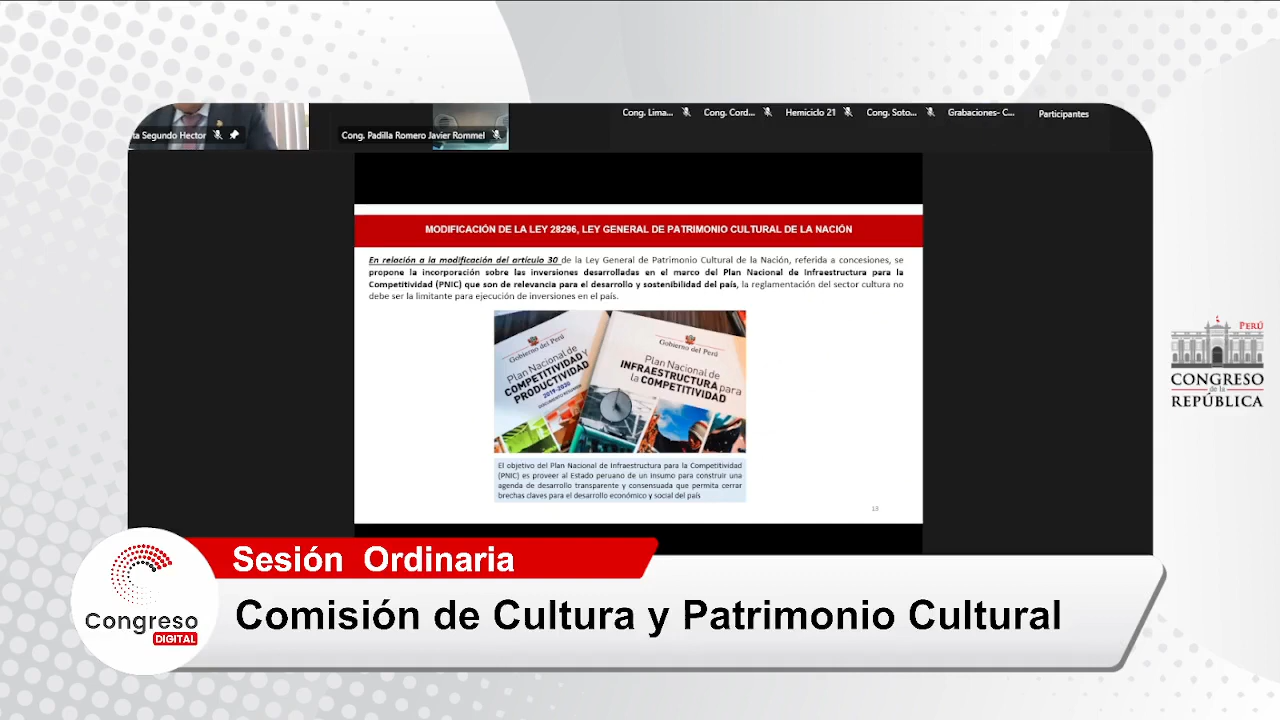 ta Segundo Hector
Cong. Padilla Romero Javier Rommel
Cong. Lima...
Cong. Cord...
Hemiciclo 21
Cong. Soto...
Grabaciones- C...
Participantes
MODIFICACIÓN DE LA LEY 28296, LEY GENERAL DE PATRIMONIO CULTURAL DE LA NACIÓN
En relación a la modificación del artículo 30 de la Ley General de Patrimonio Cultural de la Nación, referida a concesiones, se
propone la incorporación sobre las inversiones desarrolladas en el marco del Plan Nacional de Infraestructura para la
Competitividad (PNIC) que son de relevancia para el desarrollo y sostenibilidad del país, la reglamentación del sector cultura no
debe ser la limitante para ejecución de inversiones en el país.
Gobierno del Perú
Plan Nacional de
COMPETITIVIDAD Y
PRODUCTIVIDAD
2019-2030
DOCUMENTO RESUMEN
Gobierno del Perú
Plan Nacional de
INFRAESTRUCTURA para
la COMPETITIVIDAD
El objetivo del Plan Nacional de Infraestructura para la Competitividad
(PNIC) es proveer al Estado peruano de un insumo para construir una
agenda de desarrollo transparente y consensuada que permita cerrar
brechas claves para el desarrollo económico y social del país
13
PERÚ
CONGRESO
de la
REPÚBLICA
Sesión Ordinaria
Comisión de Cultura y Patrimonio Cultural
Congreso
DIGITAL